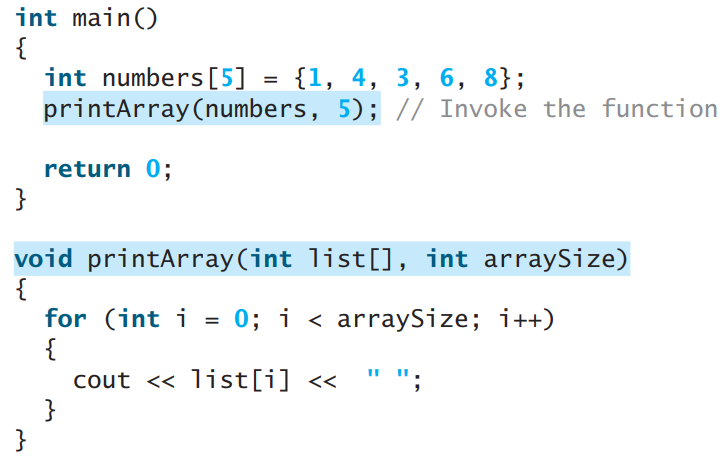 int main()
{
  int numbers[5] = {1, 4, 3, 6, 8};
  printArray(numbers, 5); // Invoke the function

  return 0;
}

void printArray(int list[], int arraySize)
{
  for (int i = 0; i < arraySize; i++)
  {
    cout << list[i] <<  " ";
  }
}